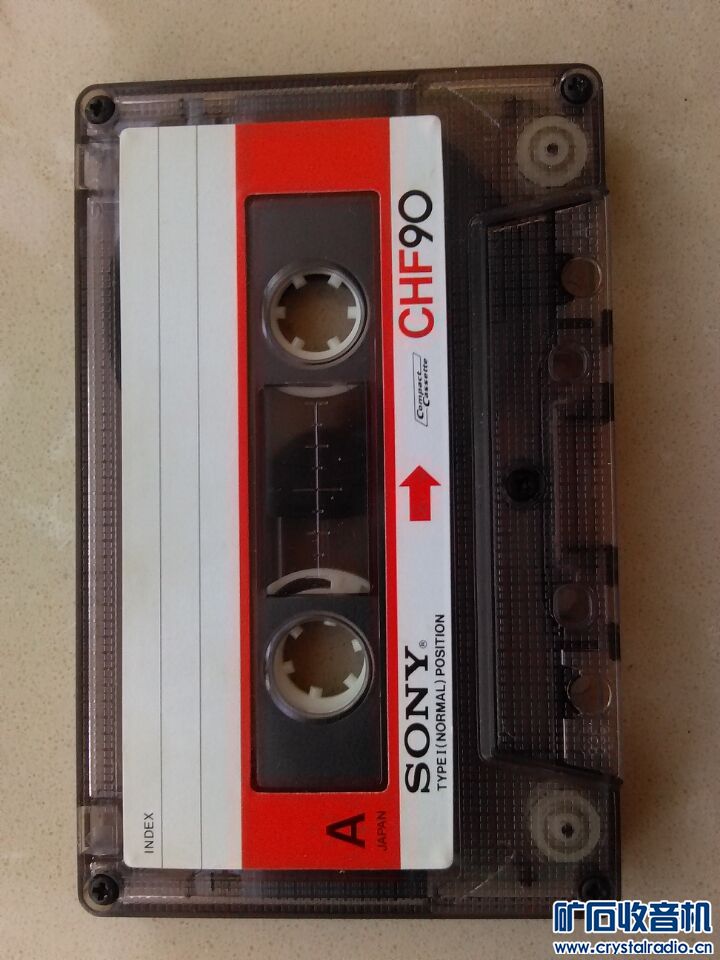 INDEX
A
JAPAN
SONY®
TYPE I (NORMAL) POSITION
Compact
Cassette
CHF90
矿石收音机
www.crystalradio.cn